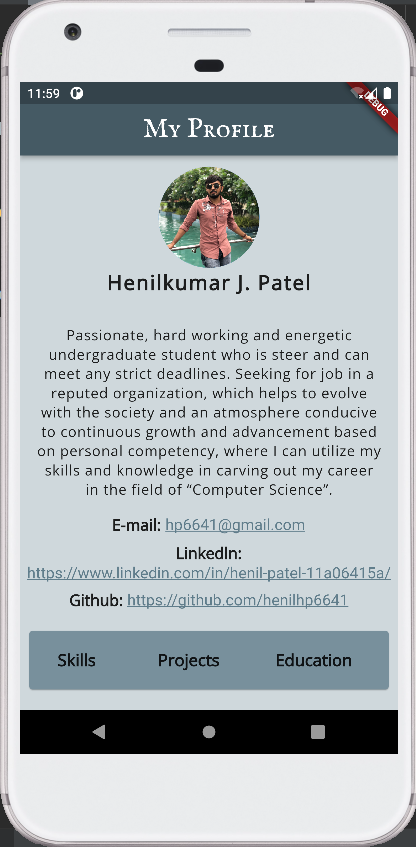 11:59
DEBUG
My Profile
Henilkumar J. Patel
Passionate, hard working and energetic
undergraduate student who is steer and can
meet any strict deadlines. Seeking for job in a
reputed organization, which helps to evolve
with the society and an atmosphere conducive
to continuous growth and advancement based
on personal competency, where I can utilize my
skills and knowledge in carving out my career
in the field of “Computer Science”.
E-mail: hp6641@gmail.com
LinkedIn:
https://www.linkedin.com/in/henil-patel-11a06415a/
Github: https://github.com/henilhp6641
Skills Projects Education